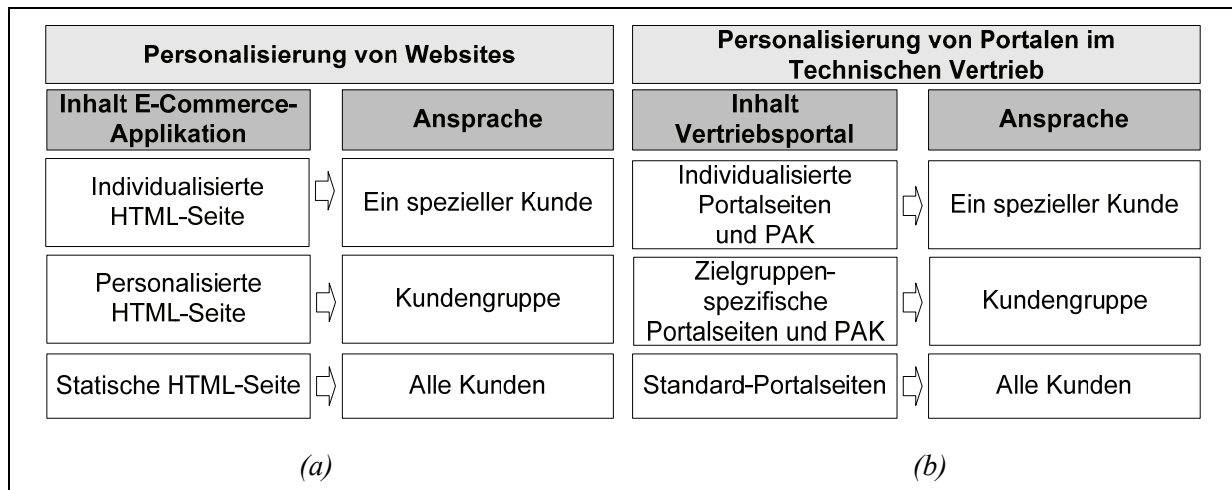 Personalisierung von Websites
Inhalt E-Commerce-
Applikation
Ansprache
Individualisierte
HTML-Seite
Ein spezieller Kunde
Personalisierte
HTML-Seite
Kundengruppe
Statische HTML-Seite
Alle Kunden
(a)
Personalisierung von Portalen im
Technischen Vertrieb
Inhalt
Vertriebsportal
Ansprache
Individualisierte
Portalseiten
und PAK
Ein spezieller Kunde
Zielgruppen-
spezifische
Portalseiten und PAK
Kundengruppe
Standard-Portalseiten
Alle Kunden
(b)